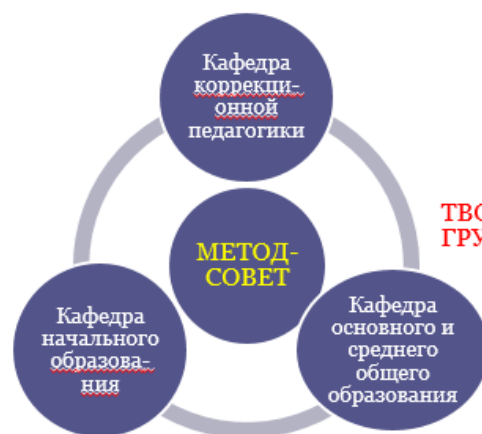 Кафедра
коррекци-
онной
педагогики
МЕТОД-
СОВЕТ
ТВО
ГРУ
Кафедра
начального
образова-
ния
Кафедра
основного и
среднего
общего
образования